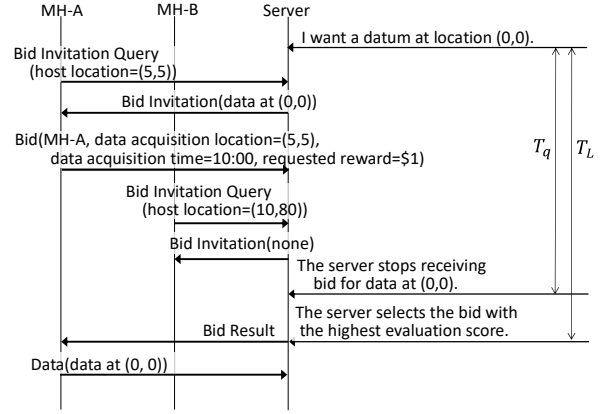 MH-A MH-B Server
I want a datum at location (0,0).
Bid Invitation Query
(host location=(5,5))
Bid Invitation(data at (0,0))
Bid(MH-A, data acquisition location=(5,5),
data acquisition time=10:00, requested reward=$1)
T_q T_L
Bid Invitation Query
(host location=(10,80))
Bid Invitation(none)
The server stops receiving
bid for data at (0,0).
The server selects the bid with
the highest evaluation score.
Bid Result
Data(data at (0, 0))